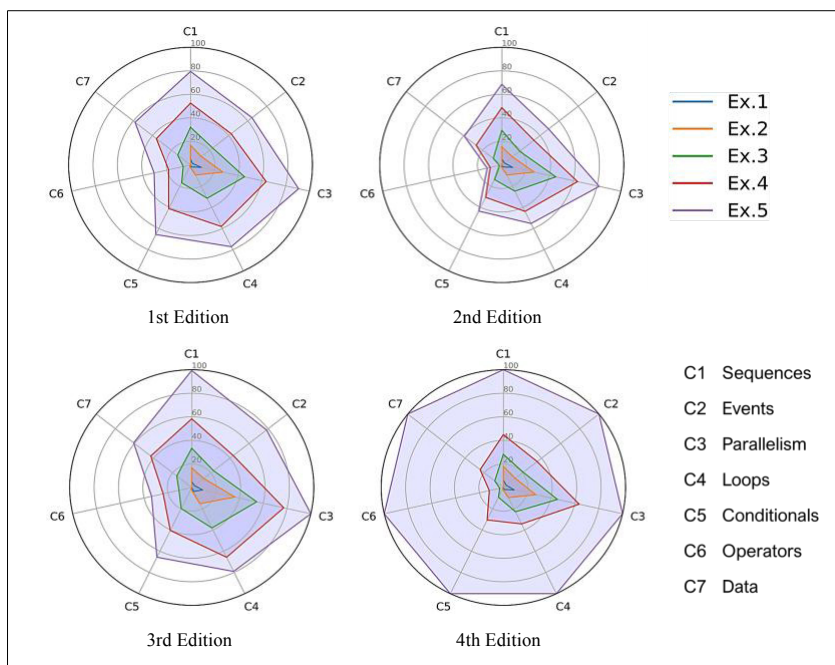 C1
100
80
60
40
20
C2
C3
C4
C5
C6
C7
1st Edition
C1
100
80
60
40
20
C2
C3
C4
C5
C6
C7
2nd Edition
Ex.1
Ex.2
Ex.3
Ex.4
Ex.5
C1
100
80
60
40
20
C2
C3
C4
C5
C6
C7
3rd Edition
C1
100
80
60
40
20
C2
C3
C4
C5
C6
C7
4th Edition
C1 Sequences
C2 Events
C3 Parallelism
C4 Loops
C5 Conditionals
C6 Operators
C7 Data